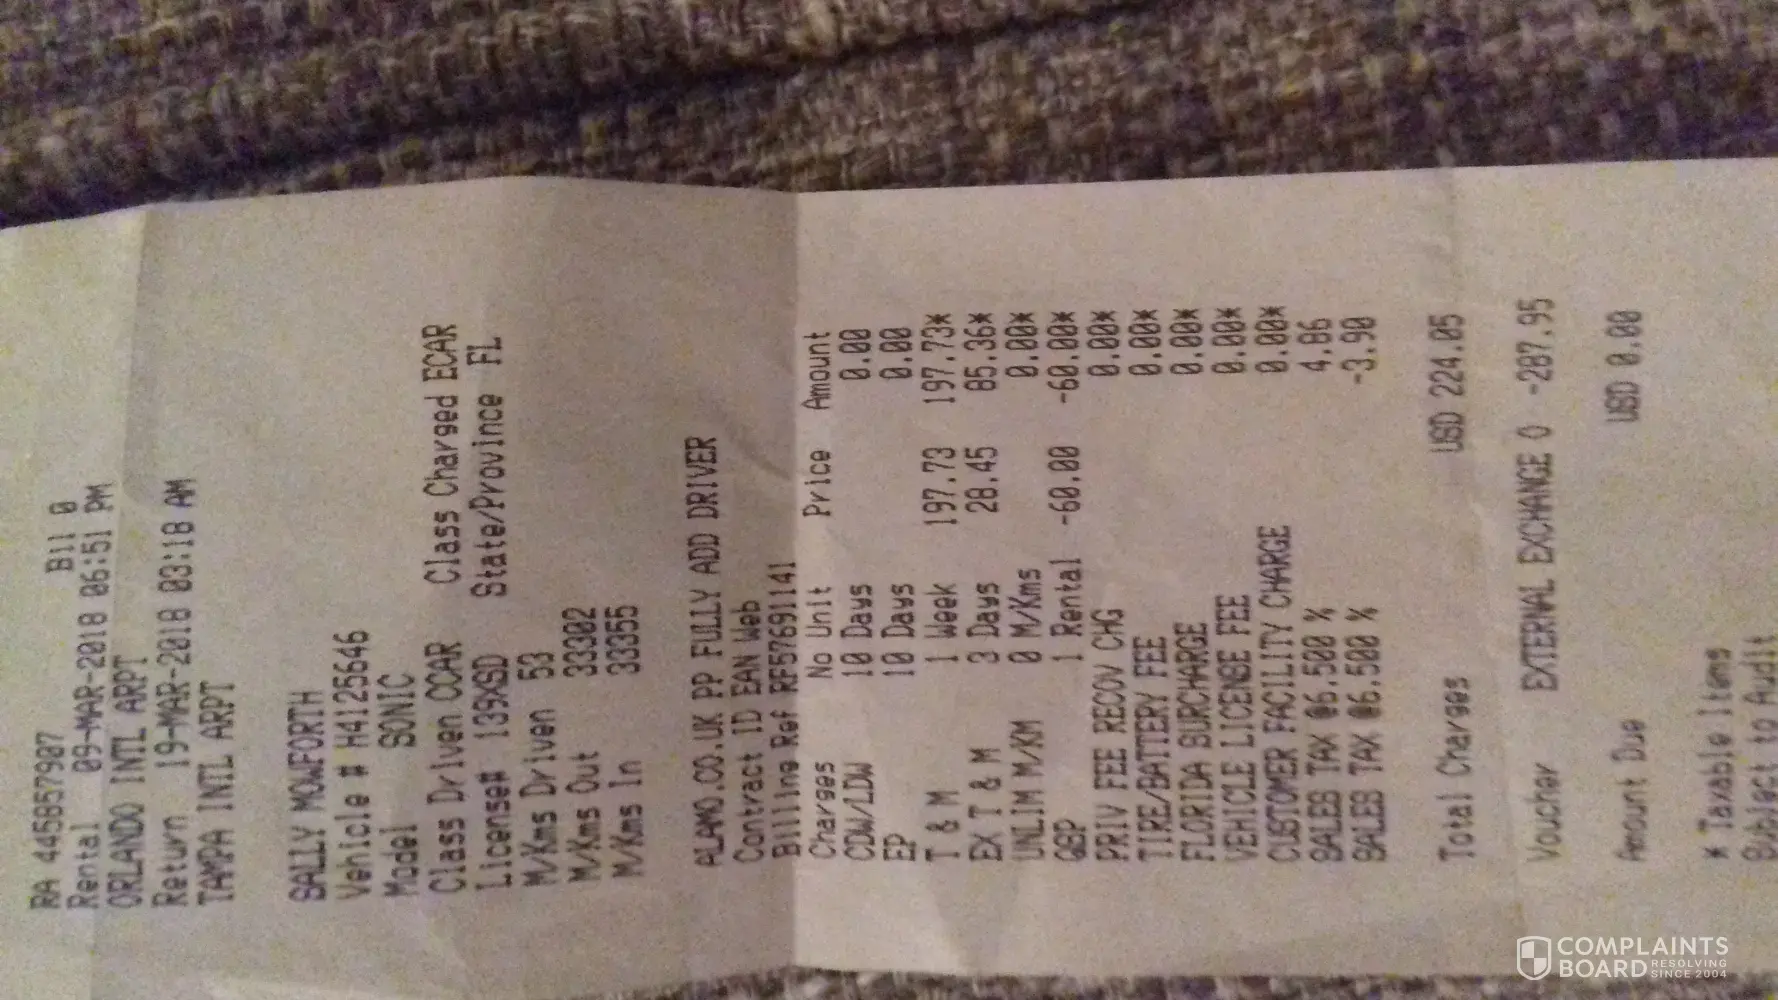 RA 445857907 Bil 0
Rental 09-MAR-2018 06:51 PM
ORLANDO INTL ARPT
Return 19-MAR-2018 03:18 AM
TAMPA INTL ARPT
SALLY MOWFORTH
Vehicle # H4125646
Model SONIC
Class Driven CCAR Class Charged ECAR
License# 139XSD State/Province FL
M/Kms Driven 53
M/Kms Out 33302
M/Kms In 33355
ALAMO.CO.UK PP FULLY ADD DRIVER
Contract ID EAN Web
Billing Ref RF57691141
Charges No Unit Price Amount
CDW/LDW 10 Days 0.00
EP 10 Days 0.00
T & M 1 Week 197.73 197.73*
EX T & M 3 Days 28.45 85.36*
UNLIM M/KM 0 M/Kms 0.00*
1 Rental -60.00 -60.00*
PRIV FEE RECOV CHG 0.00*
TIRE/BATTERY FEE 0.00*
FLORIDA SURCHARGE 0.00*
VEHICLE LICENSE FEE 0.00*
CUSTOMER FACILITY CHARGE 0.00*
SALES TAX @6.500 % 4.86
SALES TAX @6.500 % -3.90
Total Charges USD 224.05
Voucher EXTERNAL EXCHANGE O -287.95
Amount Due USD 0.00
* Taxable Items
Subject to Audit
COMPLAINTS
BOARD RESOLVING
SINCE 2004